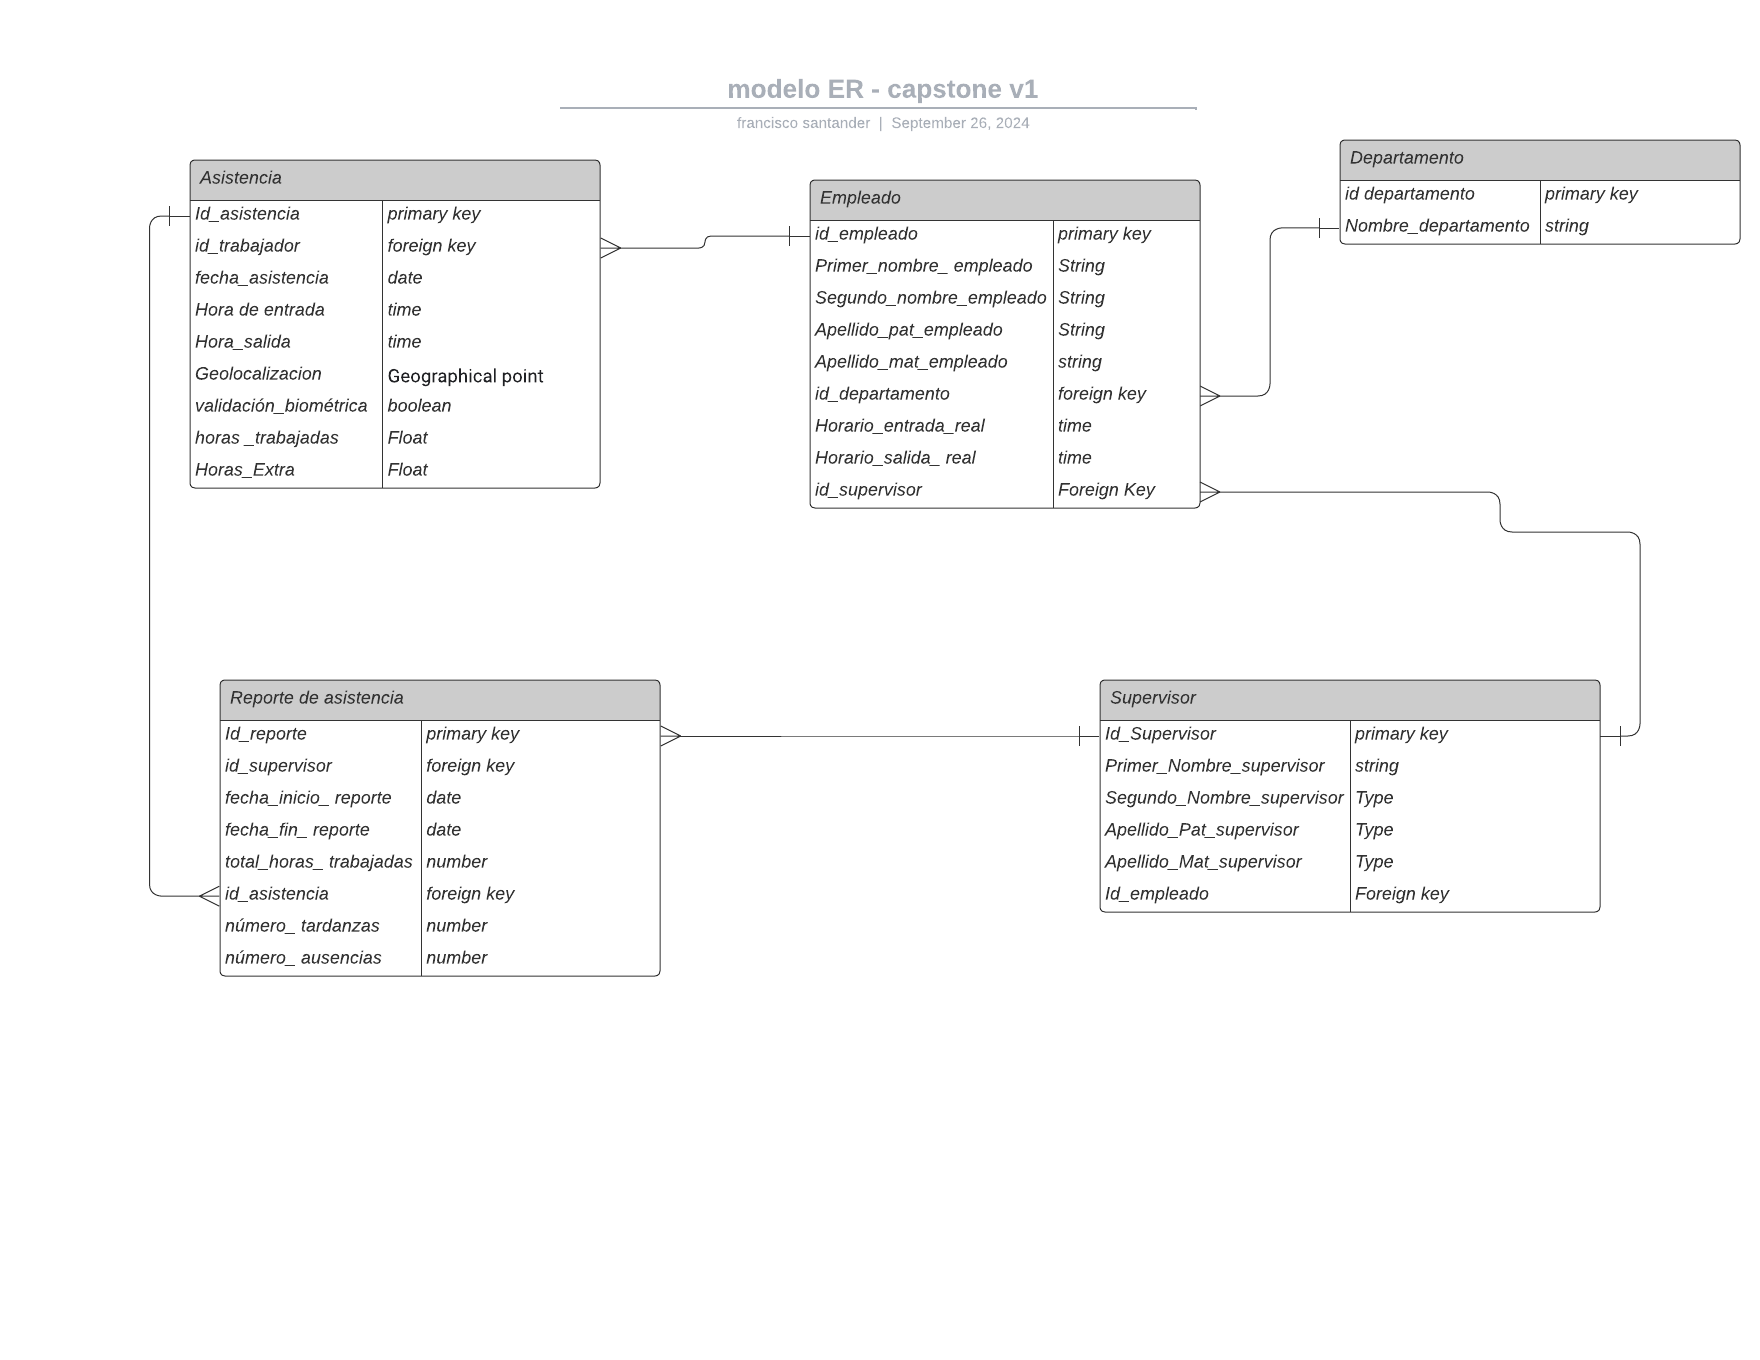 modelo ER - capstone v1
francisco santander | September 26, 2024
Asistencia
Id_asistencia primary key
id_trabajador foreign key
fecha_asistencia date
Hora de entrada time
Hora_salida time
Geolocalizacion Geographical point
validación_biométrica boolean
horas _trabajadas Float
Horas_Extra Float
Empleado
id_empleado primary key
Primer_nombre_ empleado String
Segundo_nombre_empleado String
Apellido_pat_empleado String
Apellido_mat_empleado string
id_departamento foreign key
Horario_entrada_real time
Horario_salida_ real time
id_supervisor Foreign Key
Departamento
id departamento primary key
Nombre_departamento string
Reporte de asistencia
Id_reporte primary key
id_supervisor foreign key
fecha_inicio_ reporte date
fecha_fin_ reporte date
total_horas_ trabajadas number
id_asistencia foreign key
número_ tardanzas number
número_ ausencias number
Supervisor
Id_Supervisor primary key
Primer_Nombre_supervisor string
Segundo_Nombre_supervisor Type
Apellido_Pat_supervisor Type
Apellido_Mat_supervisor Type
Id_empleado Foreign key